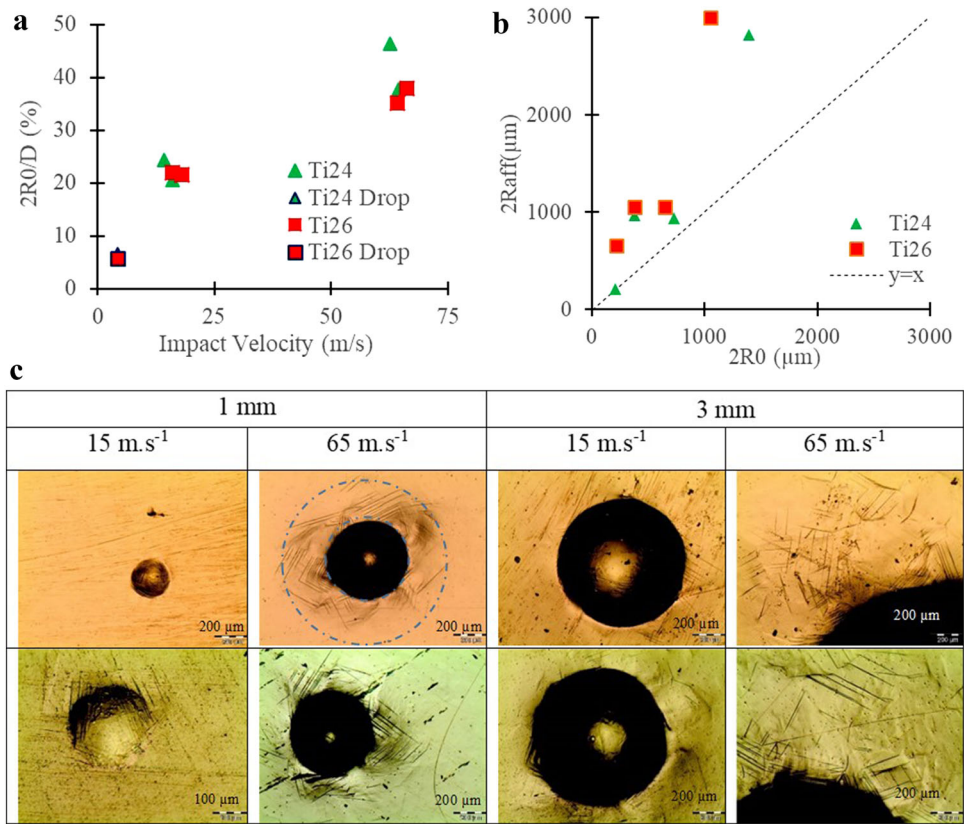 a
50
40
30
20
10
0
2R0/D (%)
0 25 50 75
Impact Velocity (m/s)
Ti24
Ti24 Drop
Ti26
Ti26 Drop
b
3000
2000
1000
0
2Raff(µm)
0 1000 2000 3000
2R0 (µm)
Ti24
Ti26
y=x
c
1 mm 3 mm
15 m.s-1 65 m.s-1 15 m.s-1 65 m.s-1
200 µm 200 µm 200 µm 200 µm
100 µm 200 µm 200 µm 200 µm